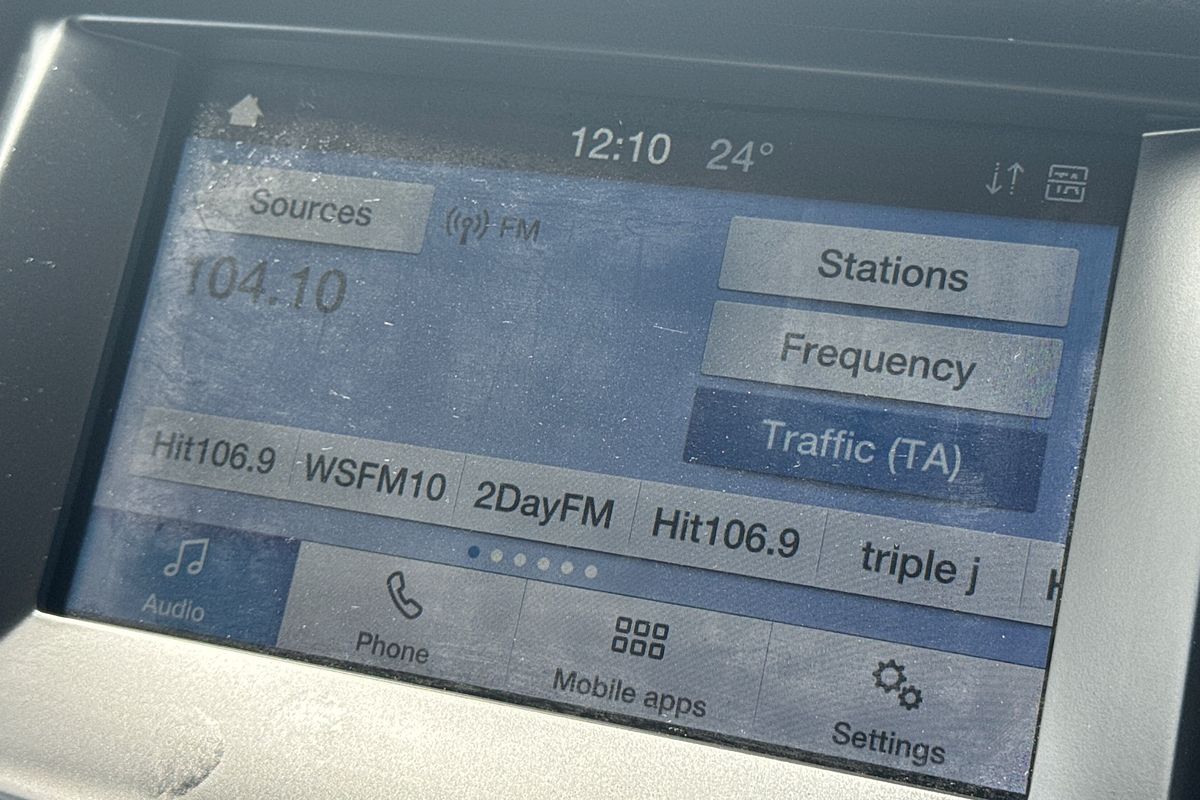 12:10 24°
TA
Sources FM
104.10
Stations
Frequency
Traffic (TA)
Hit106.9 WSFM10 2DayFM Hit106.9 triple j
Audio Phone Mobile apps Settings